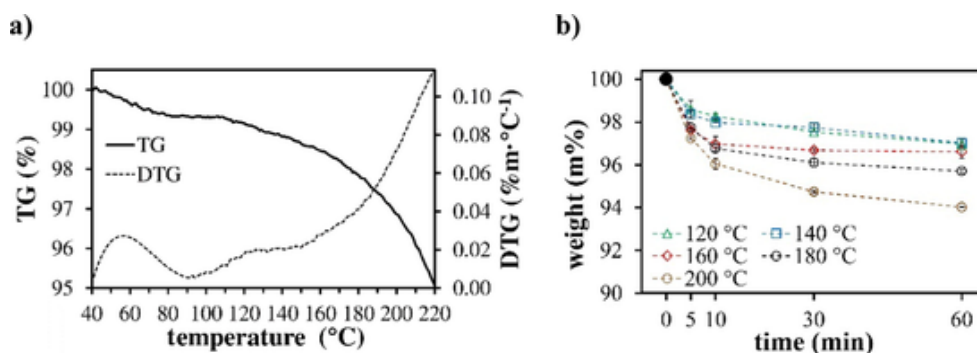 a)
TG (%)
100
99
98
97
96
95
TG
DTG
0.10
0.08
0.06
0.04
0.02
0.00
DTG (%m·°C⁻¹)
40 60 80 100 120 140 160 180 200 220
temperature (°C)
b)
weight (m%)
100
98
96
94
92
90
120 °C 140 °C
160 °C 180 °C
200 °C
0 5 10 30 60
time (min)